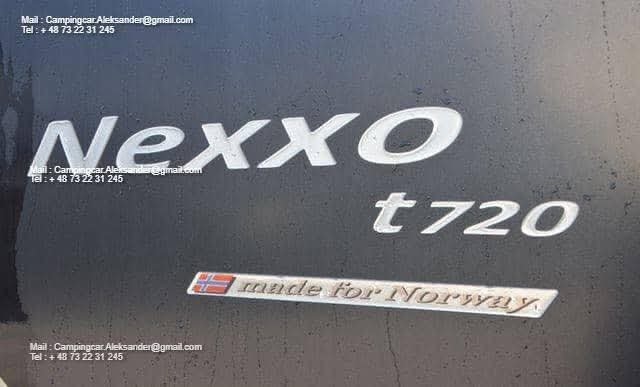 Mail : Campingcar.Aleksander@gmail.com
Tel : + 48 73 22 31 245
Nexxo
Mail : Campingcar.Aleksander@gmail.com
Tel : + 48 73 22 31 245
t720
made for Norway
Mail : Campingcar.Aleksander@gmail.com
Tel : + 48 73 22 31 245